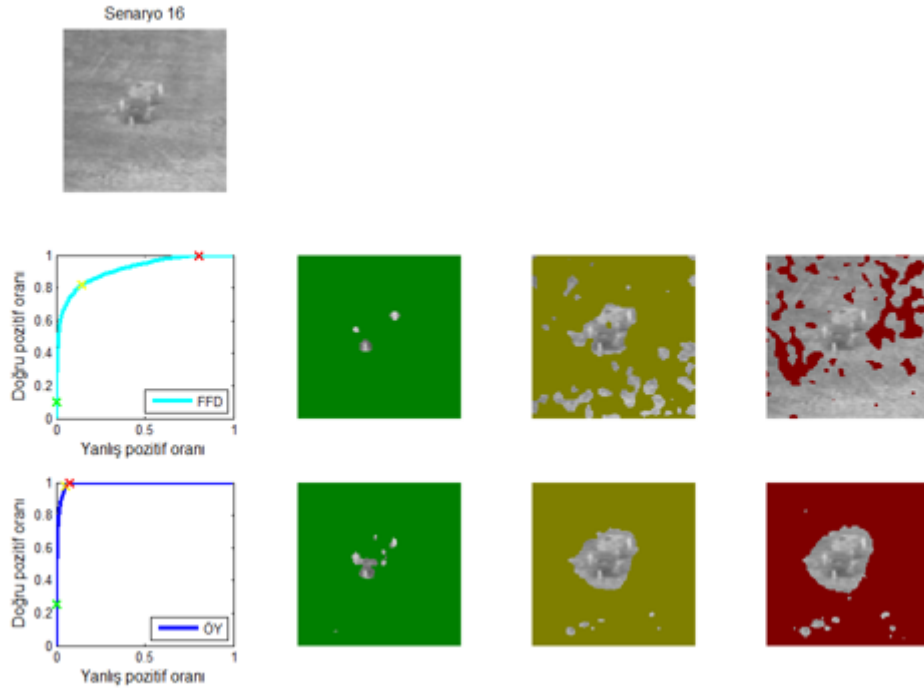 Senaryo 16
1
0.8
0.6
0.4
0.2
0
0 0.5 1
Doğru pozitif oranı
Yanlış pozitif oranı
FFD
1
0.8
0.6
0.4
0.2
0
0 0.5 1
Doğru pozitif oranı
Yanlış pozitif oranı
ÖY